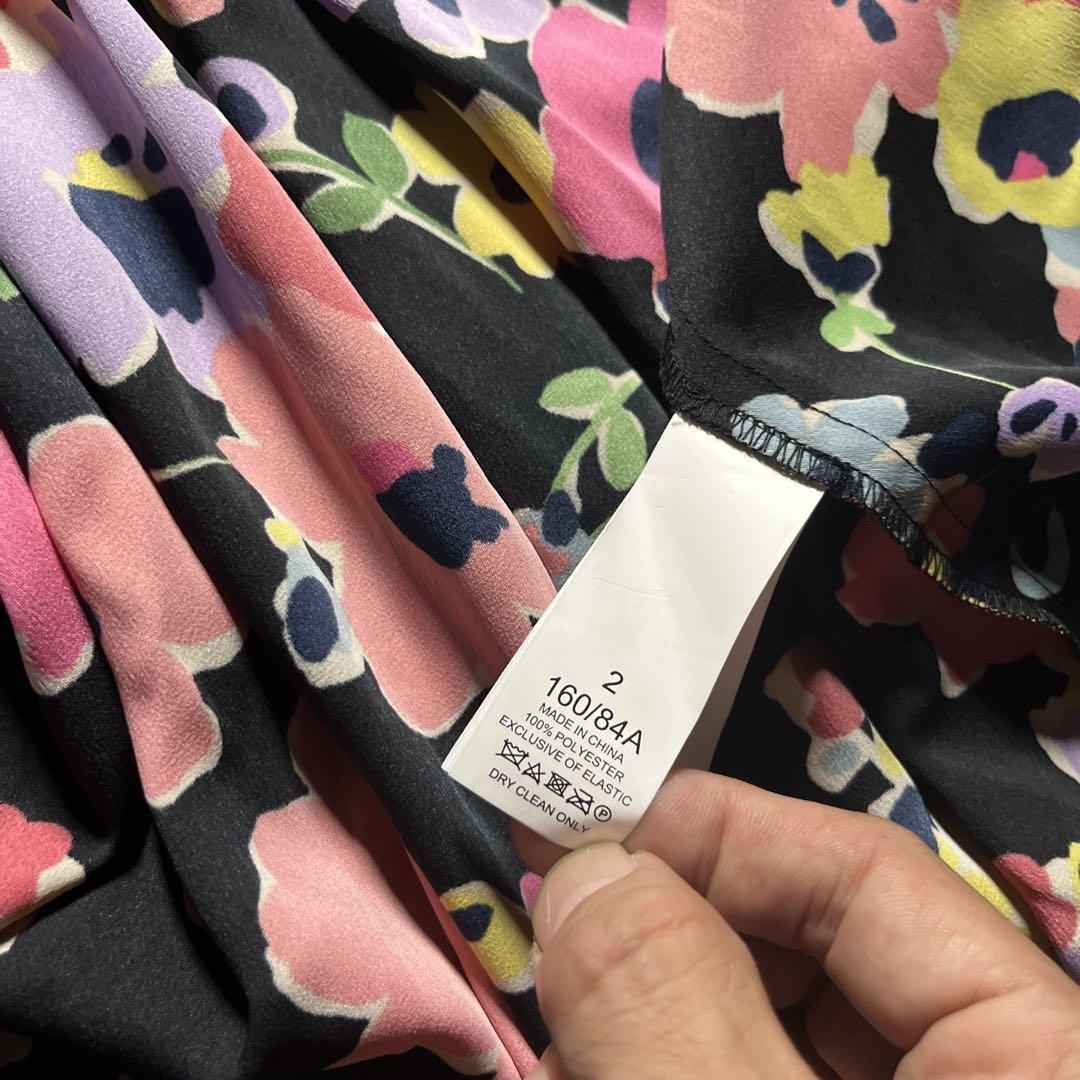 2
160/84A
MADE IN CHINA
100% POLYESTER
EXCLUSIVE OF ELASTIC
P
DRY CLEAN ONLY